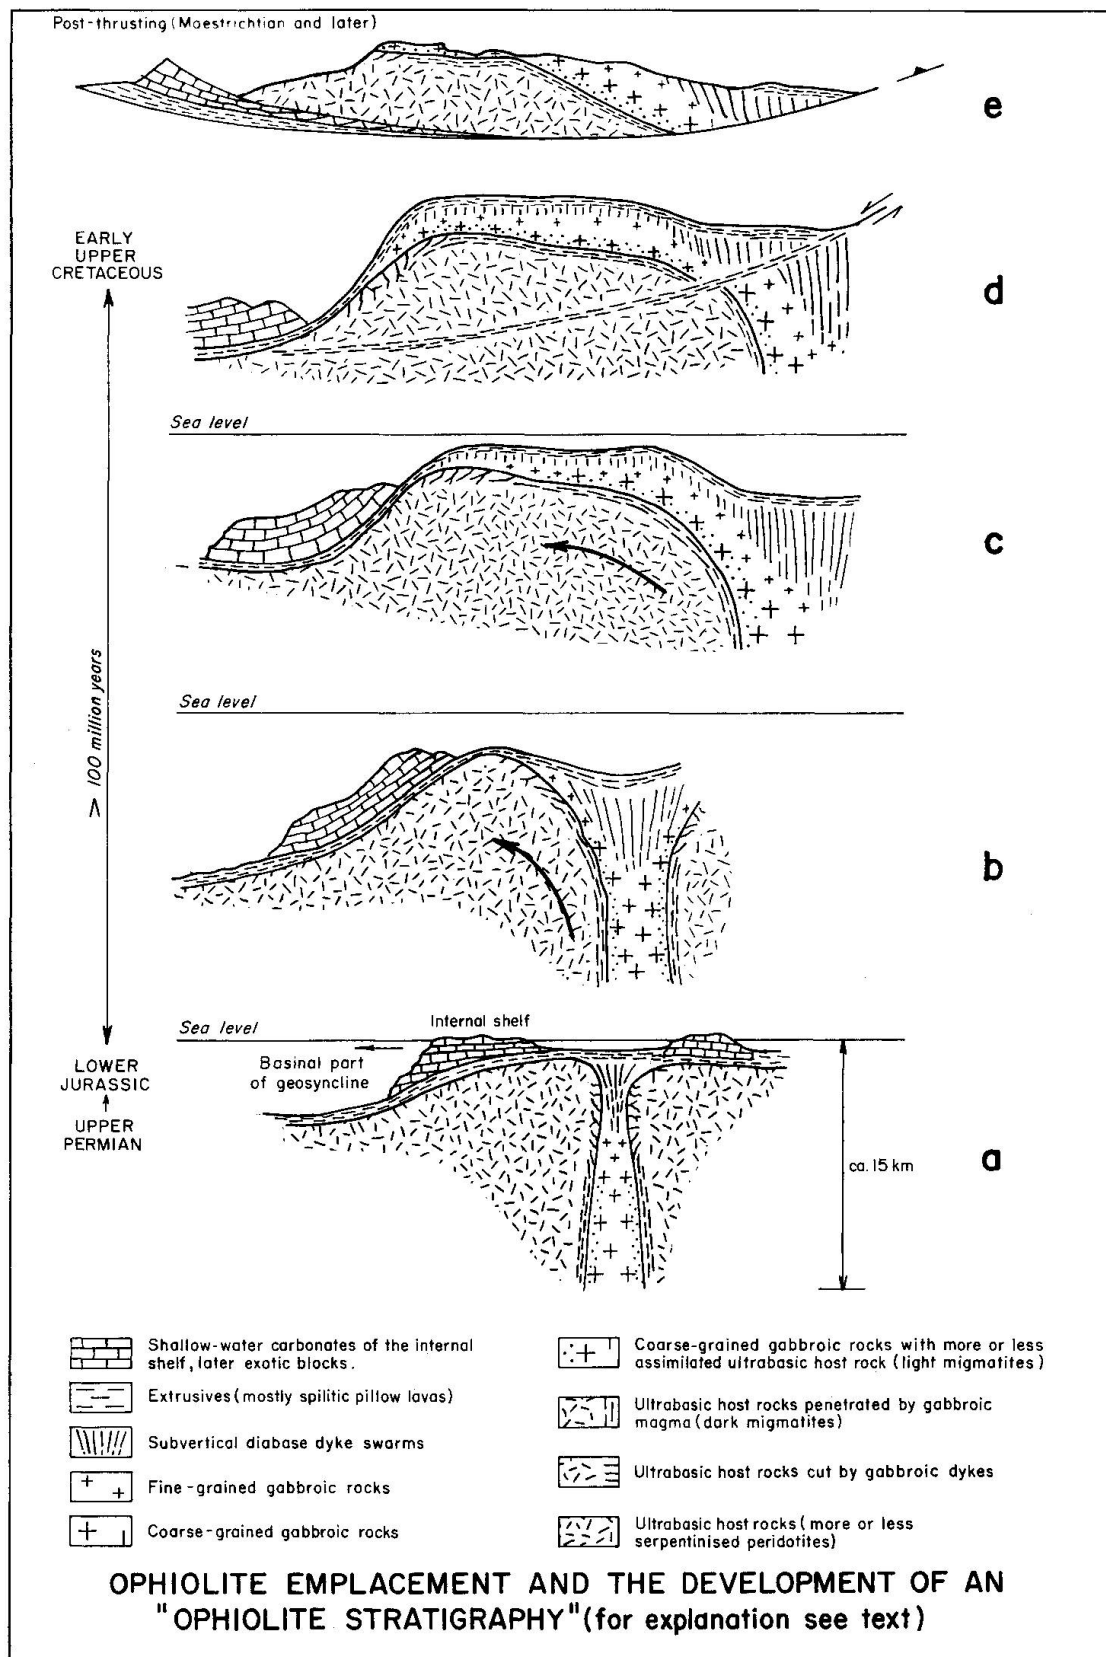 Post-thrusting (Maestrichtian and later)
e
EARLY
UPPER
CRETACEOUS
d
Sea level
c
> 100 million years
Sea level
b
Sea level
Internal shelf
Basinal part
of geosyncline
LOWER
JURASSIC
UPPER
PERMIAN
a
ca. 15 km
Shallow-water carbonates of the internal
shelf, later exotic blocks.
Extrusives (mostly spilitic pillow lavas)
Subvertical diabase dyke swarms
Fine-grained gabbroic rocks
Coarse-grained gabbroic rocks
Coarse-grained gabbroic rocks with more or less
assimilated ultrabasic host rock (light migmatites)
Ultrabasic host rocks penetrated by gabbroic
magma (dark migmatites)
Ultrabasic host rocks cut by gabbroic dykes
Ultrabasic host rocks (more or less
serpentinised peridotites)
OPHIOLITE EMPLACEMENT AND THE DEVELOPMENT OF AN
"OPHIOLITE STRATIGRAPHY" (for explanation see text)